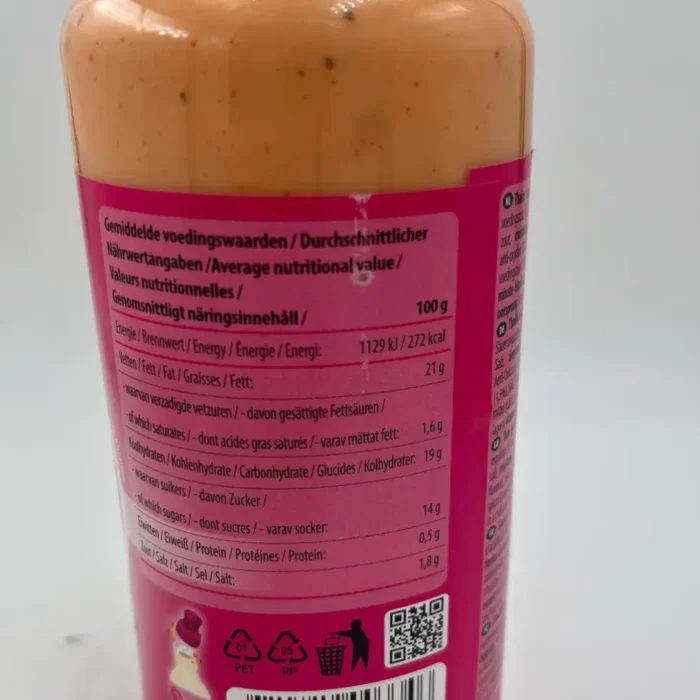 Gemiddelde voedingswaarden / Durchschnittlicher
Nährwertangaben /Average nutritional value /
Valeurs nutritionnelles /
Genomsnittligt näringsinnehåll / 100 g
Energie / Brennwert / Energy / Énergie / Energi: 1129 kJ / 272 kcal
Vetten / Fett / Fat / Graisses / Fett: 21 g
- waarvan verzadigde vetzuren / - davon gesättigte Fettsäuren /
- of which saturates / - dont acides gras saturés /- varav mättat fett: 1,6 g
Koolhydraten / Kohlenhydrate / Carbonhydrate / Glucides / Kolhydrater: 19 g
- waarvan suikers / - davon Zucker /
- of which sugars / - dont sucres / - varav socker: 14 g
Eiwitten / Eiweiß / Protein / Protéines / Protein: 0,5 g
Zout / Salz / Salt / Sel / Salt: 1,8 g
01 05
PET PP